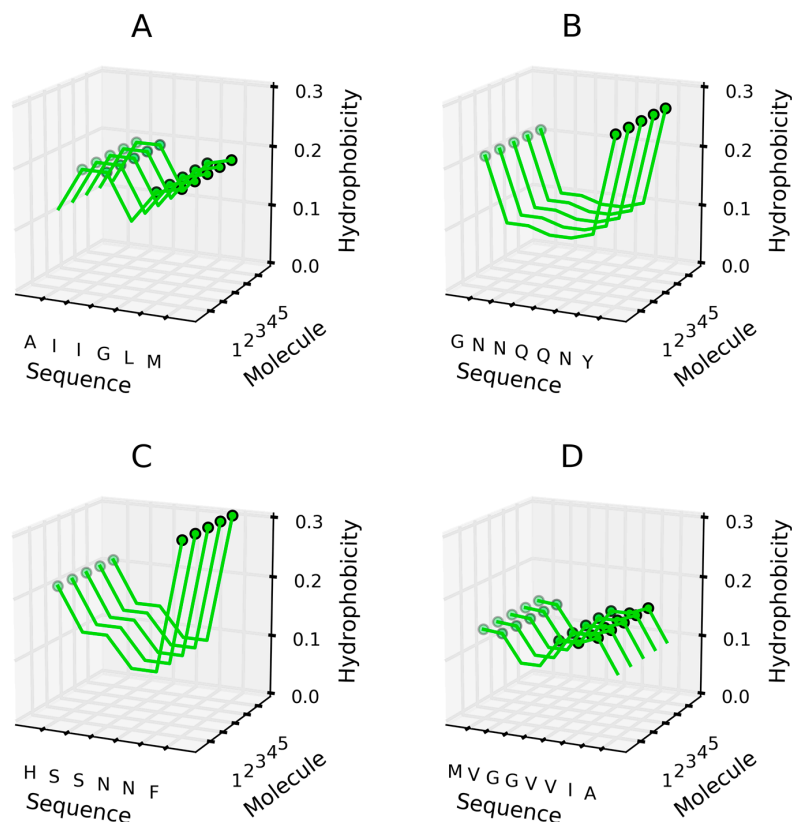 A
0.3
0.2
0.1
0.0
Hydrophobicity
1 2 3 4 5
Molecule
A I I G L M
Sequence
B
0.3
0.2
0.1
0.0
Hydrophobicity
1 2 3 4 5
Molecule
G N N Q Q N Y
Sequence
C
0.3
0.2
0.1
0.0
Hydrophobicity
1 2 3 4 5
Molecule
H S S N N F
Sequence
D
0.3
0.2
0.1
0.0
Hydrophobicity
1 2 3 4 5
Molecule
M V G G V V I A
Sequence